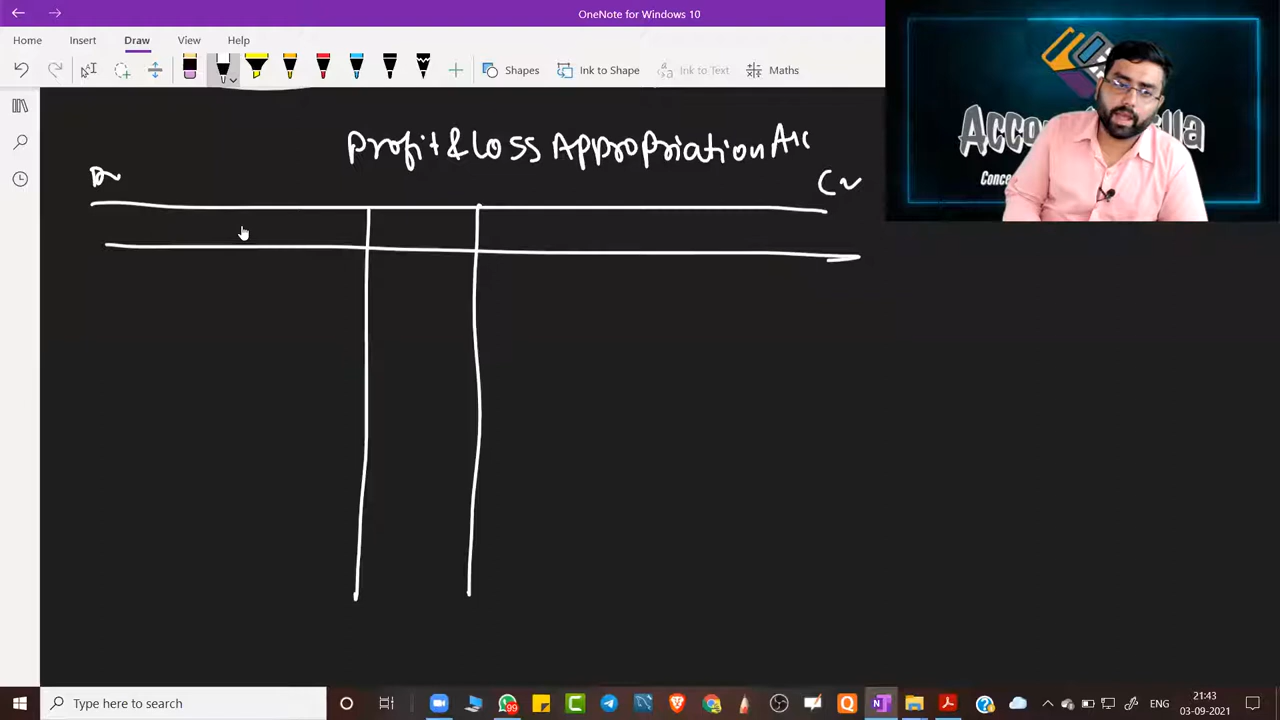 OneNote for Windows 10
Home Insert Draw View Help
Shapes Ink to Shape Ink to Text Maths
Profit & Loss Appropriation A/c
Dr
Cr
99
Type here to search
ENG
21:43
03-09-2021